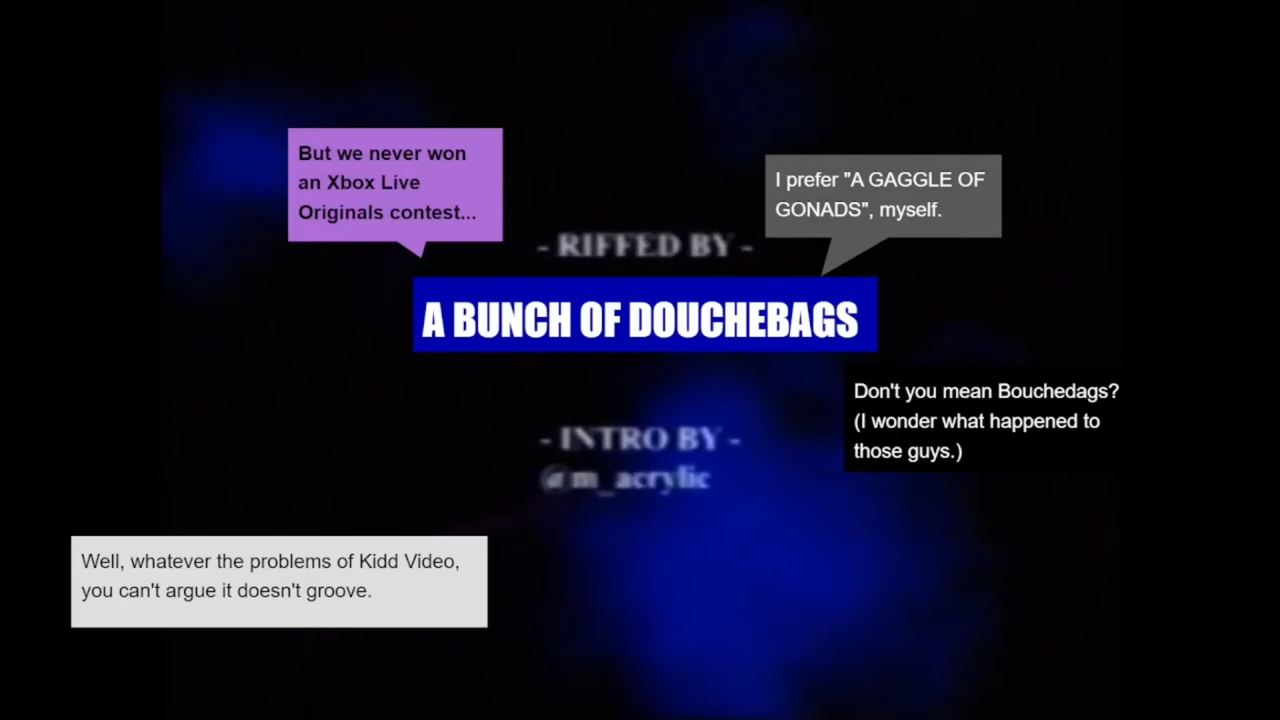 But we never won
an Xbox Live
Originals contest...
I prefer "A GAGGLE OF
GONADS", myself.
- RIFFED BY -
A BUNCH OF DOUCHEBAGS
Don't you mean Bouchedags?
(I wonder what happened to
those guys.)
- INTRO BY -
@m_acrylic
Well, whatever the problems of Kidd Video,
you can't argue it doesn't groove.